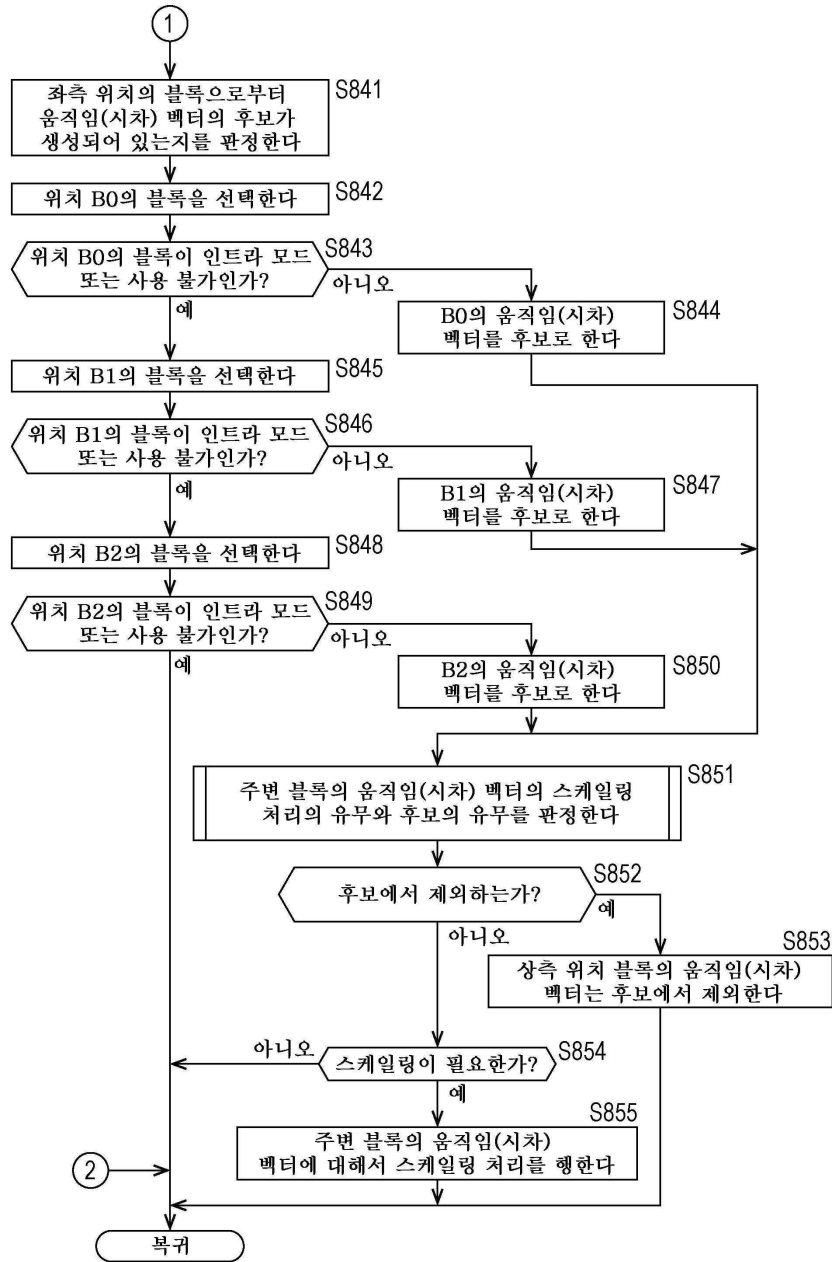 1
좌측 위치의 블록으로부터
움직임(시차) 벡터의 후보가
생성되어 있는지를 판정한다
S841
위치 B0의 블록을 선택한다
S842
위치 B0의 블록이 인트라 모드
또는 사용 불가인가?
S843
아니오
예
B0의 움직임(시차)
벡터를 후보로 한다
S844
위치 B1의 블록을 선택한다
S845
위치 B1의 블록이 인트라 모드
또는 사용 불가인가?
S846
아니오
예
B1의 움직임(시차)
벡터를 후보로 한다
S847
위치 B2의 블록을 선택한다
S848
위치 B2의 블록이 인트라 모드
또는 사용 불가인가?
S849
아니오
예
B2의 움직임(시차)
벡터를 후보로 한다
S850
주변 블록의 움직임(시차) 벡터의 스케일링
처리의 유무와 후보의 유무를 판정한다
S851
후보에서 제외하는가?
S852
예
아니오
상측 위치 블록의 움직임(시차)
벡터는 후보에서 제외한다
S853
스케일링이 필요한가?
S854
아니오
예
주변 블록의 움직임(시차)
벡터에 대해서 스케일링 처리를 행한다
S855
2
복귀